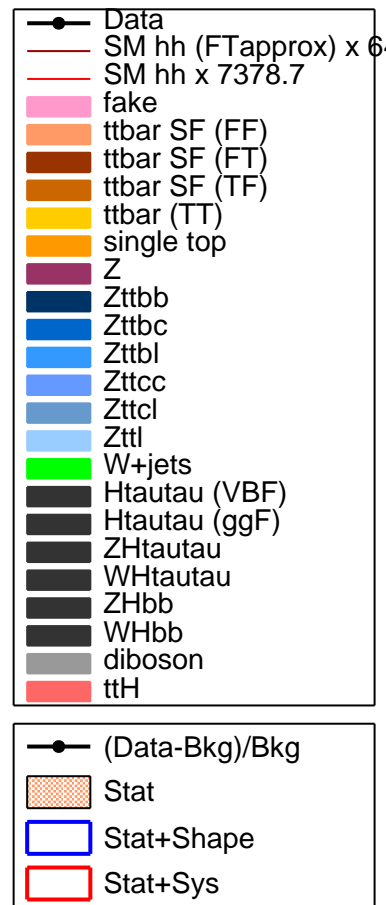 Data
SM hh (FTapprox) x 64
SM hh x 7378.7
fake
ttbar SF (FF)
ttbar SF (FT)
ttbar SF (TF)
ttbar (TT)
single top
Z
Zttbb
Zttbc
Zttbl
Zttcc
Zttcl
Zttl
W+jets
Htautau (VBF)
Htautau (ggF)
ZHtautau
WHtautau
ZHbb
WHbb
diboson
ttH
(Data-Bkg)/Bkg
Stat
Stat+Shape
Stat+Sys